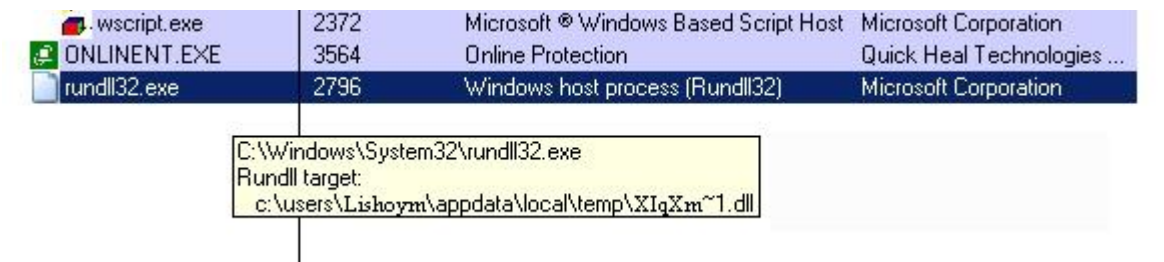 wscript.exe 2372 Microsoft ® Windows Based Script Host Microsoft Corporation
ONLINENT.EXE 3564 Online Protection Quick Heal Technologies ...
rundll32.exe 2796 Windows host process (Rundll32) Microsoft Corporation
C:\Windows\System32\rundll32.exe
Rundll target:
c:\users\Lishoym\appdata\local\temp\XIqXm~1.dll